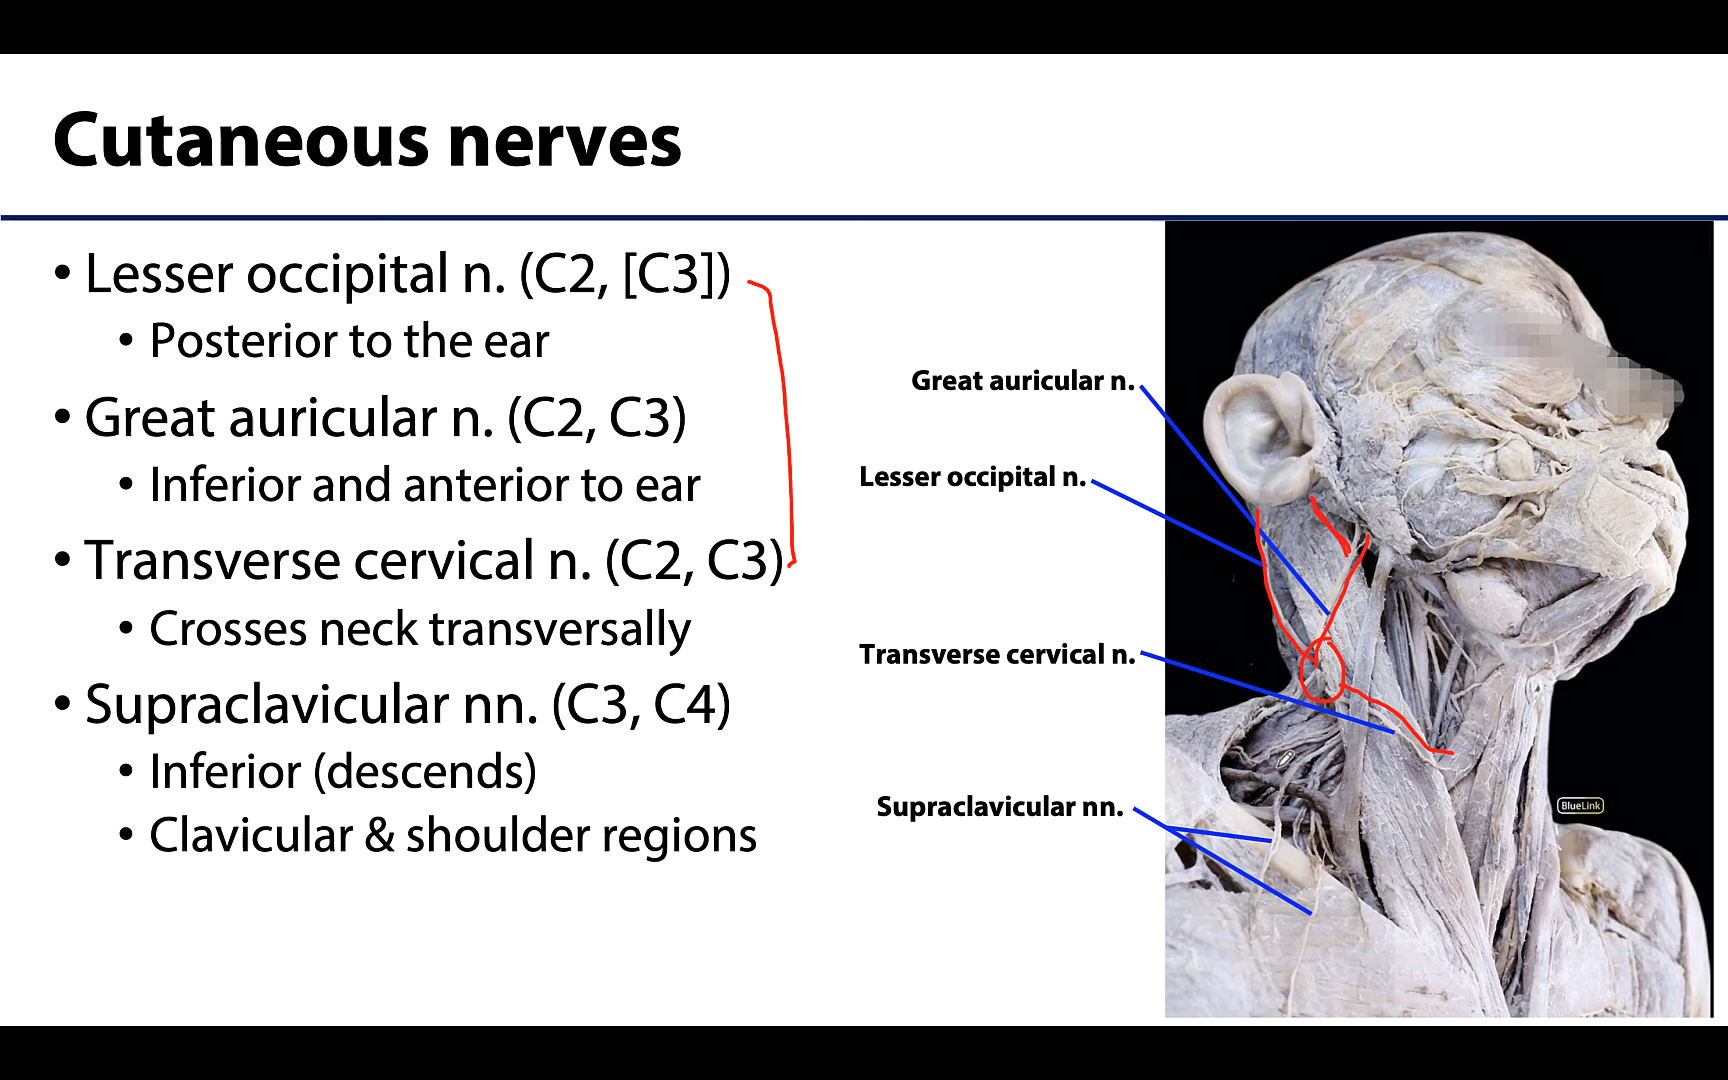 Cutaneous nerves
• Lesser occipital n. (C2, [C3])
• Posterior to the ear
• Great auricular n. (C2, C3)
• Inferior and anterior to ear
• Transverse cervical n. (C2, C3)
• Crosses neck transversally
• Supraclavicular nn. (C3, C4)
• Inferior (descends)
• Clavicular & shoulder regions
Great auricular n.
Lesser occipital n.
Transverse cervical n.
Supraclavicular nn.
BlueLink